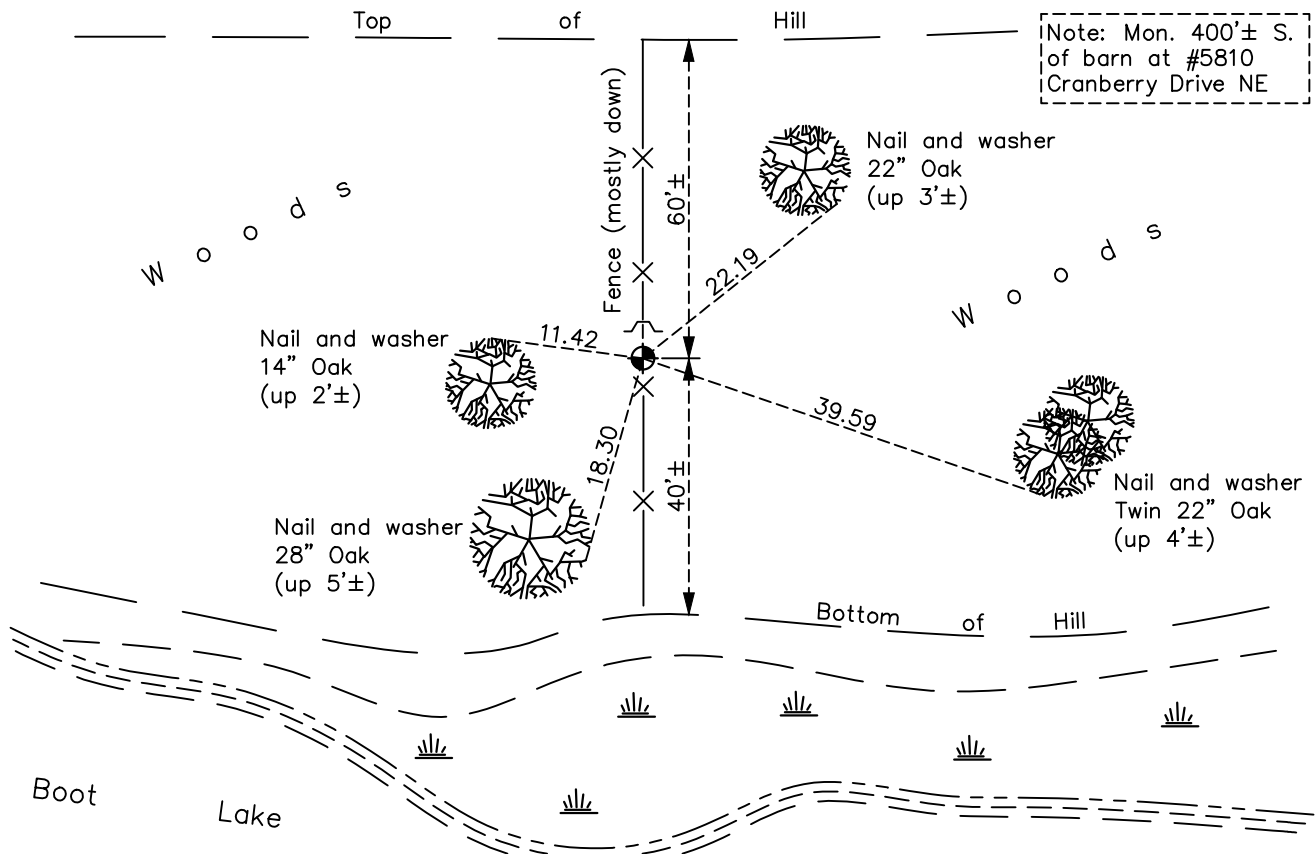 Top of Hill
Note: Mon. 400'± S.
of barn at #5810
Cranberry Drive NE
Fence (mostly down)
60'±
Nail and washer
22" Oak
(up 3'±)
Woods
22.19
Woods
Nail and washer
14" Oak
(up 2'±)
11.42
39.59
18.30
40'±
Nail and washer
Twin 22" Oak
(up 4'±)
Nail and washer
28" Oak
(up 5'±)
Bottom of Hill
Boot Lake